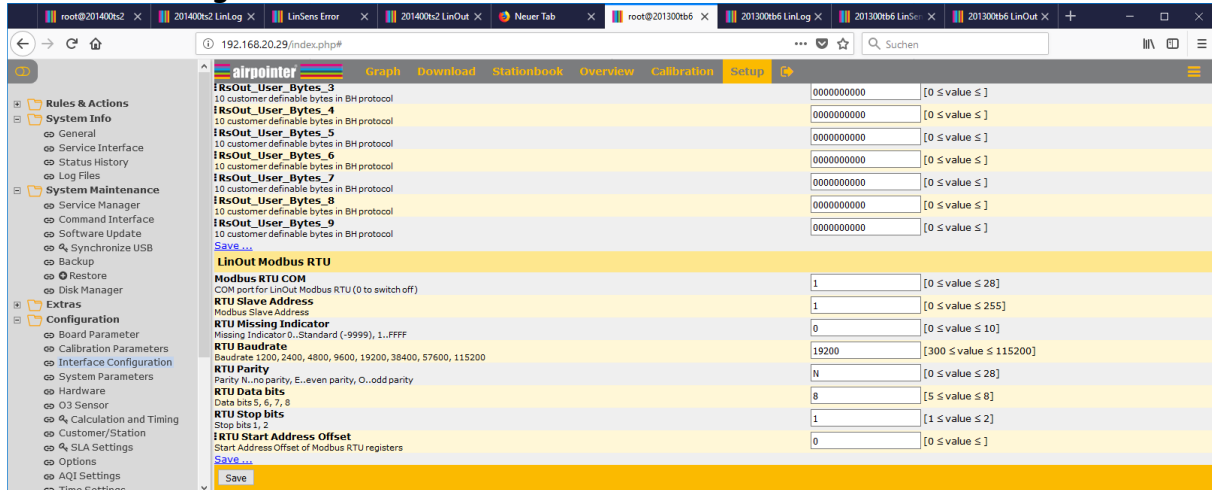 root@201400ts2 201400ts2 LinLog LinSens Error 201400ts2 LinOut Neuer Tab root@201300tb6 201300tb6 LinLog 201300tb6 LinSen 201300tb6 LinOut
192.168.20.29/index.php# Suchen
airpointer Graph Download Stationbook Overview Calibration Setup
Rules & Actions
System Info
General
Service Interface
Status History
Log Files
System Maintenance
Service Manager
Command Interface
Software Update
Synchronize USB
Backup
Restore
Disk Manager
Extras
Configuration
Board Parameter
Calibration Parameters
Interface Configuration
System Parameters
Hardware
O3 Sensor
Calculation and Timing
Customer/Station
SLA Settings
Options
AQI Settings
Time Settings
RsOut_User_Bytes_3
10 customer definable bytes in BH protocol
0000000000 [0 ≤ value ≤ ]
RsOut_User_Bytes_4
10 customer definable bytes in BH protocol
0000000000 [0 ≤ value ≤ ]
RsOut_User_Bytes_5
10 customer definable bytes in BH protocol
0000000000 [0 ≤ value ≤ ]
RsOut_User_Bytes_6
10 customer definable bytes in BH protocol
0000000000 [0 ≤ value ≤ ]
RsOut_User_Bytes_7
10 customer definable bytes in BH protocol
0000000000 [0 ≤ value ≤ ]
RsOut_User_Bytes_8
10 customer definable bytes in BH protocol
0000000000 [0 ≤ value ≤ ]
RsOut_User_Bytes_9
10 customer definable bytes in BH protocol
0000000000 [0 ≤ value ≤ ]
Save ...
LinOut Modbus RTU
Modbus RTU COM
COM port for LinOut Modbus RTU (0 to switch off)
1 [0 ≤ value ≤ 28]
RTU Slave Address
Modbus Slave Address
1 [0 ≤ value ≤ 255]
RTU Missing Indicator
Missing Indicator 0..Standard (-9999), 1..FFFF
0 [0 ≤ value ≤ 10]
RTU Baudrate
Baudrate 1200, 2400, 4800, 9600, 19200, 38400, 57600, 115200
19200 [300 ≤ value ≤ 115200]
RTU Parity
Parity N..no parity, E..even parity, O..odd parity
N [0 ≤ value ≤ 28]
RTU Data bits
Data bits 5, 6, 7, 8
8 [5 ≤ value ≤ 8]
RTU Stop bits
Stop bits 1, 2
1 [1 ≤ value ≤ 2]
RTU Start Address Offset
Start Address Offset of Modbus RTU registers
0 [0 ≤ value ≤ ]
Save ...
Save